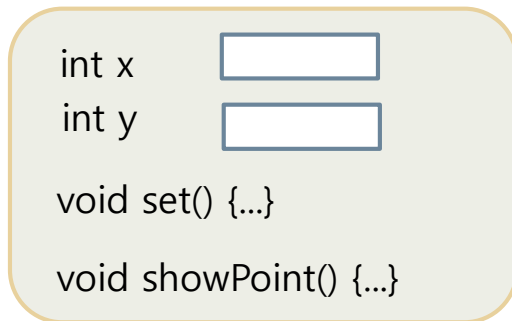 int x
int y
void set() {...}
void showPoint() {...}